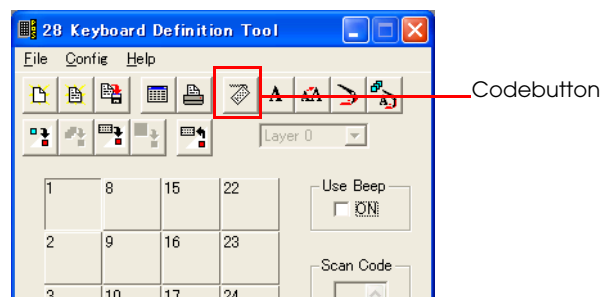 28 Keyboard Definition Tool
File Config Help
Codebutton
Layer 0
1 8 15 22
Use Beep
ON
2 9 16 23
Scan Code
3 10 17 24